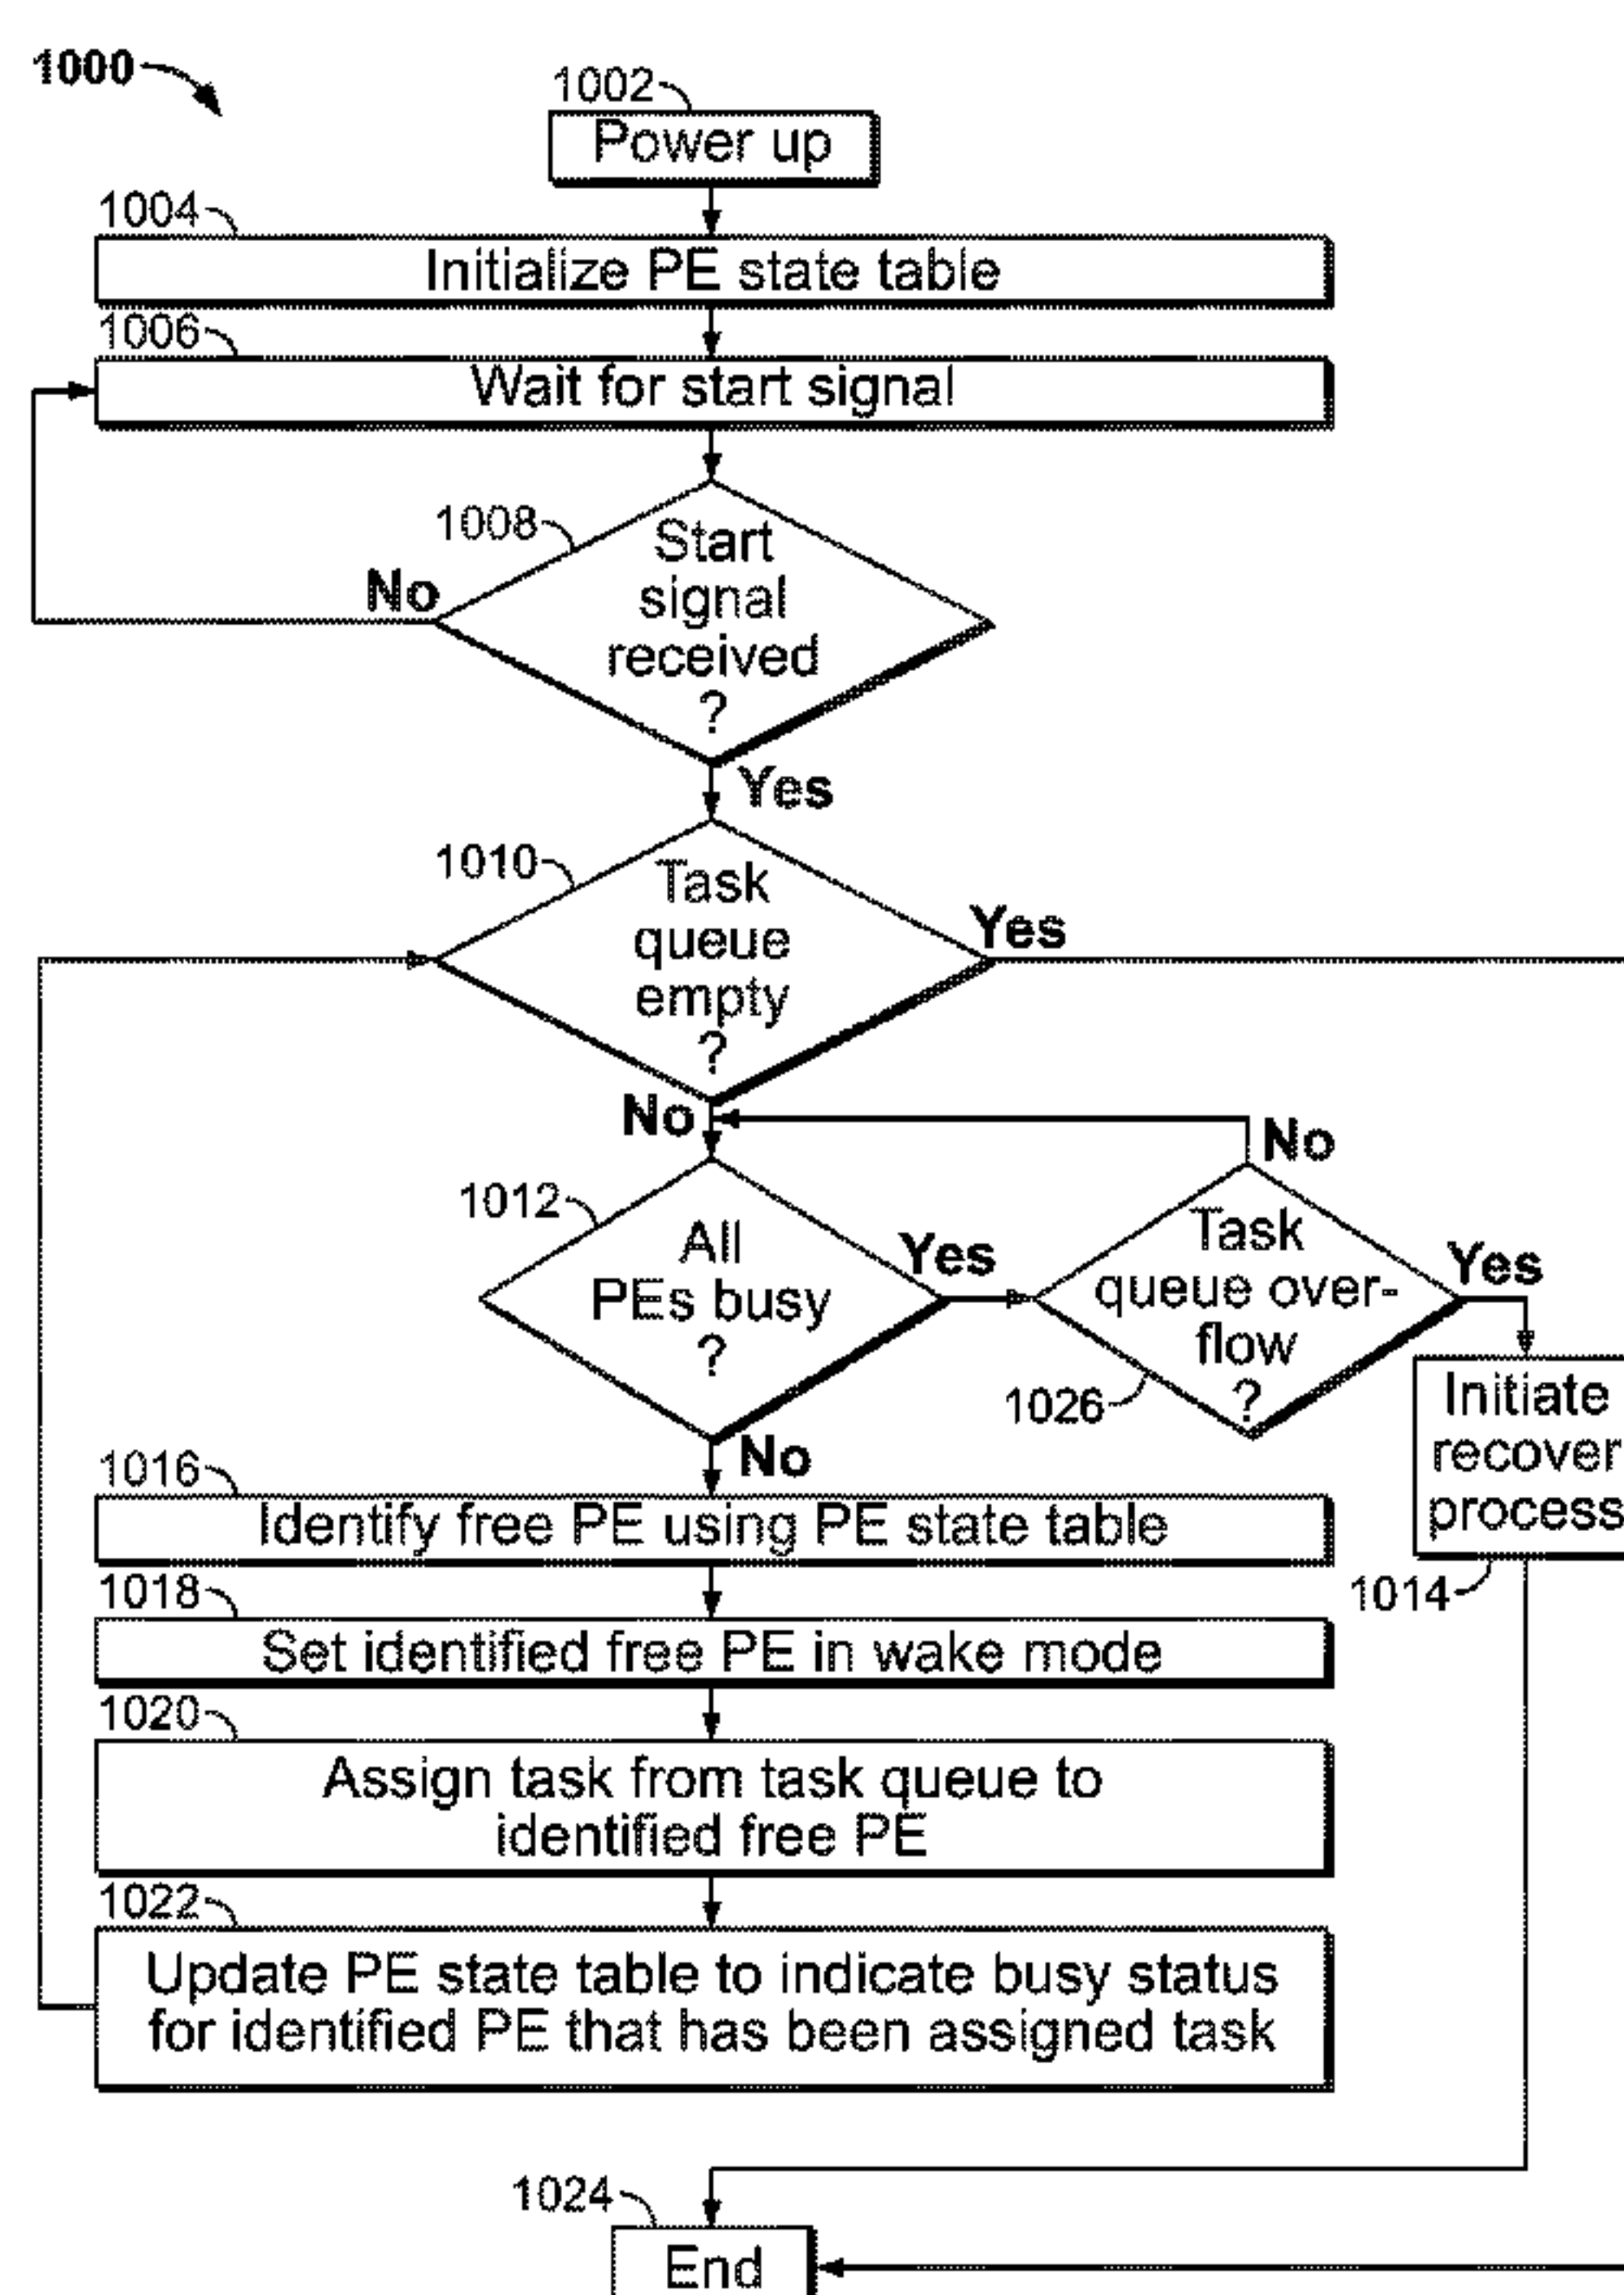 1000
1002
Power up
1004
Initialize PE state table
1006
Wait for start signal
1008
Start
signal
received
?
No
Yes
1010
Task
queue
empty
?
Yes
No
1012
All
PEs busy
?
Yes
No
Task
queue over-
flow
?
1026
No
Yes
Initiate
recover
process
1014
1016
Identify free PE using PE state table
1018
Set identified free PE in wake mode
1020
Assign task from task queue to
identified free PE
1022
Update PE state table to indicate busy status
for identified PE that has been assigned task
1024
End